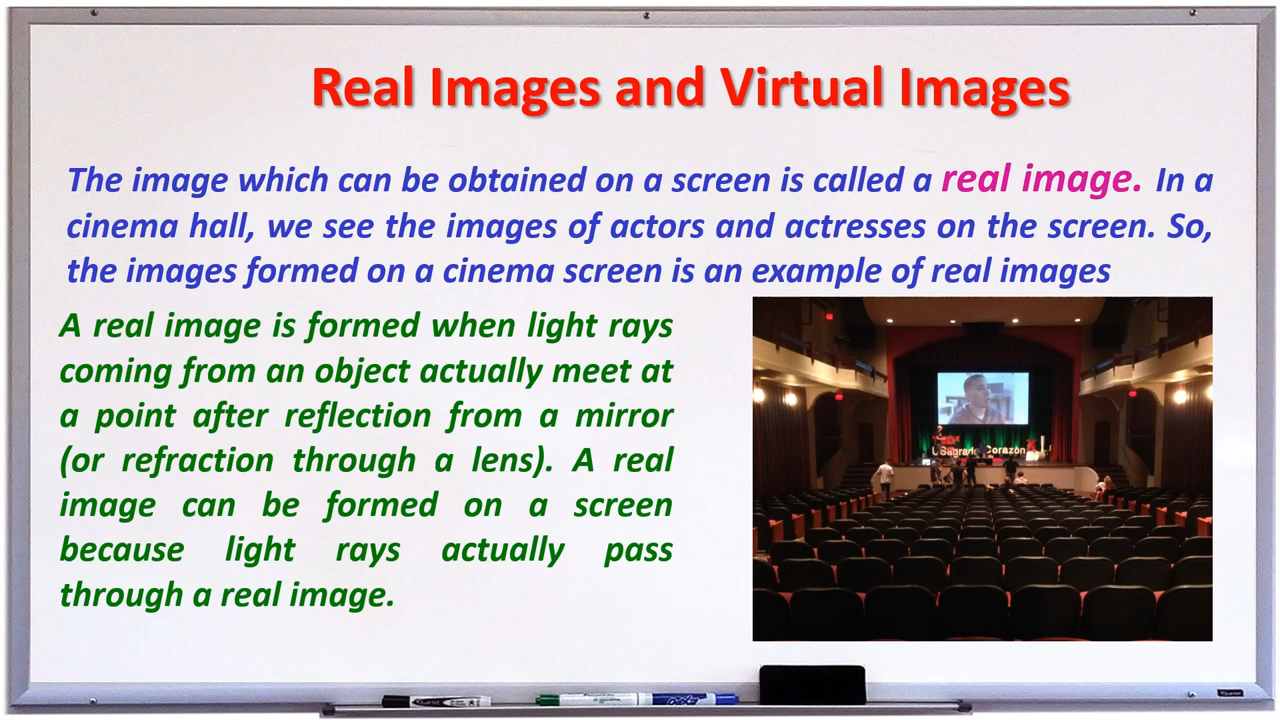 Real Images and Virtual Images
The image which can be obtained on a screen is called a real image. In a
cinema hall, we see the images of actors and actresses on the screen. So,
the images formed on a cinema screen is an example of real images
A real image is formed when light rays
coming from an object actually meet at
a point after reflection from a mirror
(or refraction through a lens). A real
image can be formed on a screen
because light rays actually pass
through a real image.
U Sagrado Corazón
Quartet